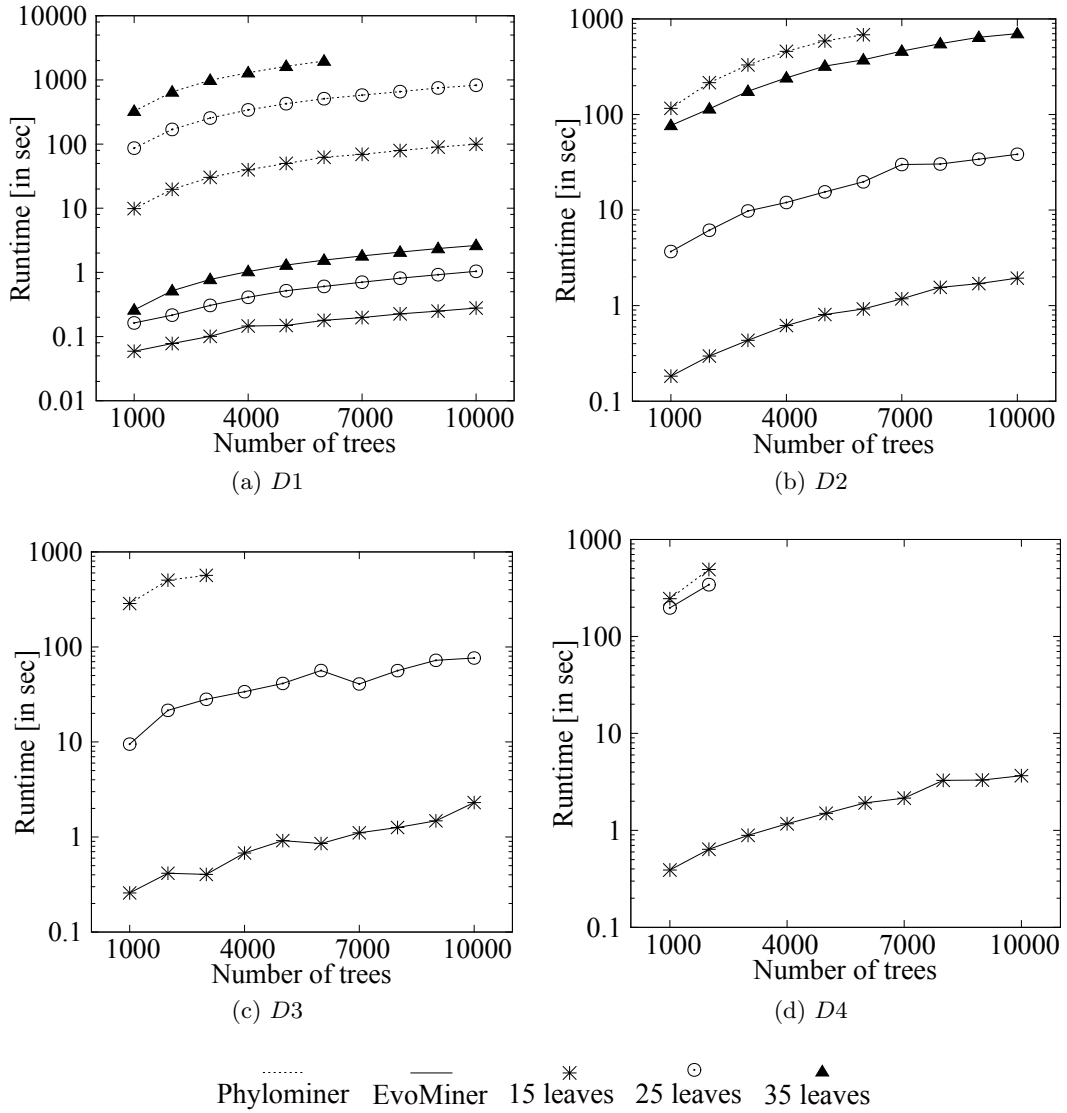 10000
1000
100
10
1
0.1
0.01
Runtime [in sec]
1000 4000 7000 10000
Number of trees
(a) D1
1000
100
10
1
0.1
Runtime [in sec]
1000 4000 7000 10000
Number of trees
(b) D2
1000
100
10
1
0.1
Runtime [in sec]
1000 4000 7000 10000
Number of trees
(c) D3
1000
100
10
1
0.1
Runtime [in sec]
1000 4000 7000 10000
Number of trees
(d) D4
Phylominer EvoMiner 15 leaves 25 leaves 35 leaves